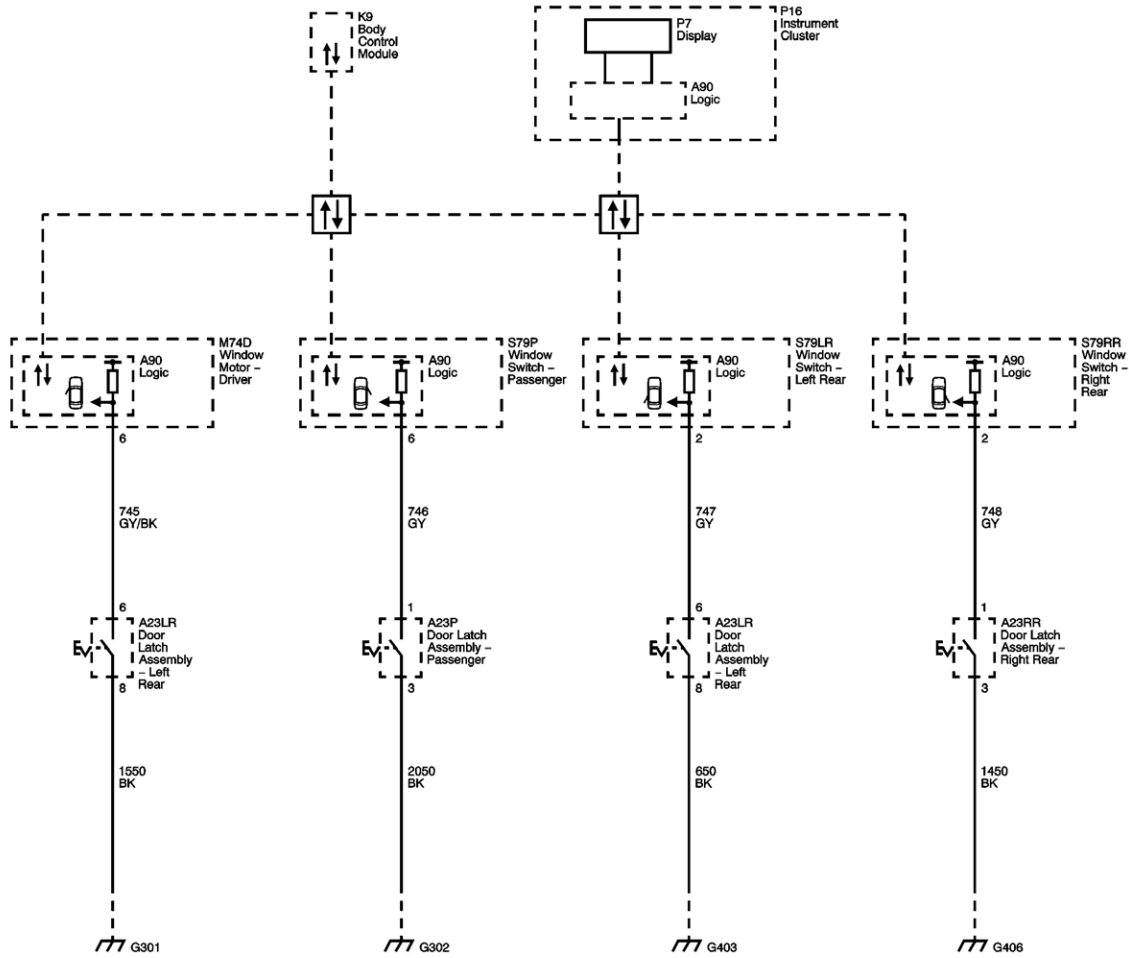 K9
Body
Control
Module
P7
Display
P16
Instrument
Cluster
A90
Logic
A90
Logic
M74D
Window
Motor –
Driver
A90
Logic
S79P
Window
Switch –
Passenger
A90
Logic
S79LR
Window
Switch –
Left Rear
A90
Logic
S79RR
Window
Switch –
Right
Rear
6
6
2
2
745
GY/BK
746
GY
747
GY
748
GY
6
A23LR
Door
Latch
Assembly
– Left
Rear
8
1
A23P
Door Latch
Assembly –
Passenger
3
6
A23LR
Door
Latch
Assembly
– Left
Rear
8
1
A23RR
Door Latch
Assembly –
Right Rear
3
1550
BK
2050
BK
650
BK
1450
BK
G301
G302
G403
G406